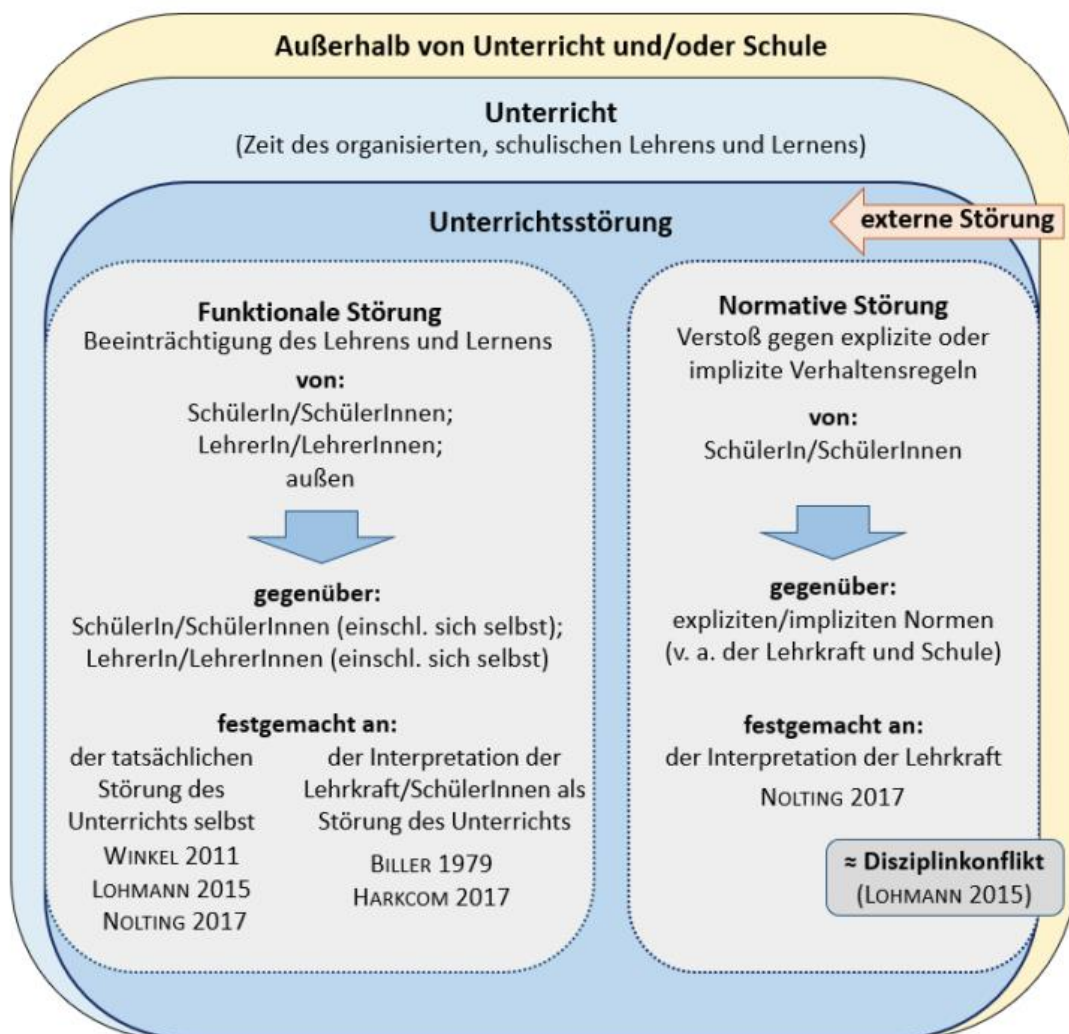 Außerhalb von Unterricht und/oder Schule
Unterricht
(Zeit des organisierten, schulischen Lehrens und Lernens)
Unterrichtsstörung
externe Störung
Funktionale Störung
Beeinträchtigung des Lehrens und Lernens
von:
SchülerIn/SchülerInnen;
LehrerIn/LehrerInnen;
außen
gegenüber:
SchülerIn/SchülerInnen (einschl. sich selbst);
LehrerIn/LehrerInnen (einschl. sich selbst)
festgemacht an:
der tatsächlichen
Störung des
Unterrichts selbst
WINKEL 2011
LOHMANN 2015
NOLTING 2017
der Interpretation der
Lehrkraft/SchülerInnen als
Störung des Unterrichts
BILLER 1979
HARKCOM 2017
Normative Störung
Verstoß gegen explizite oder
implizite Verhaltensregeln
von:
SchülerIn/SchülerInnen
gegenüber:
expliziten/impliziten Normen
(v. a. der Lehrkraft und Schule)
festgemacht an:
der Interpretation der Lehrkraft
NOLTING 2017
≈ Disziplinkonflikt
(LOHMANN 2015)